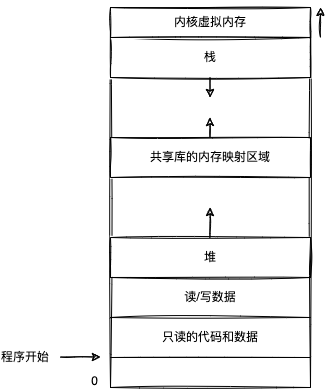 内核虚拟内存
栈
共享库的内存映射区域
堆
读/写数据
只读的代码和数据
程序开始
0